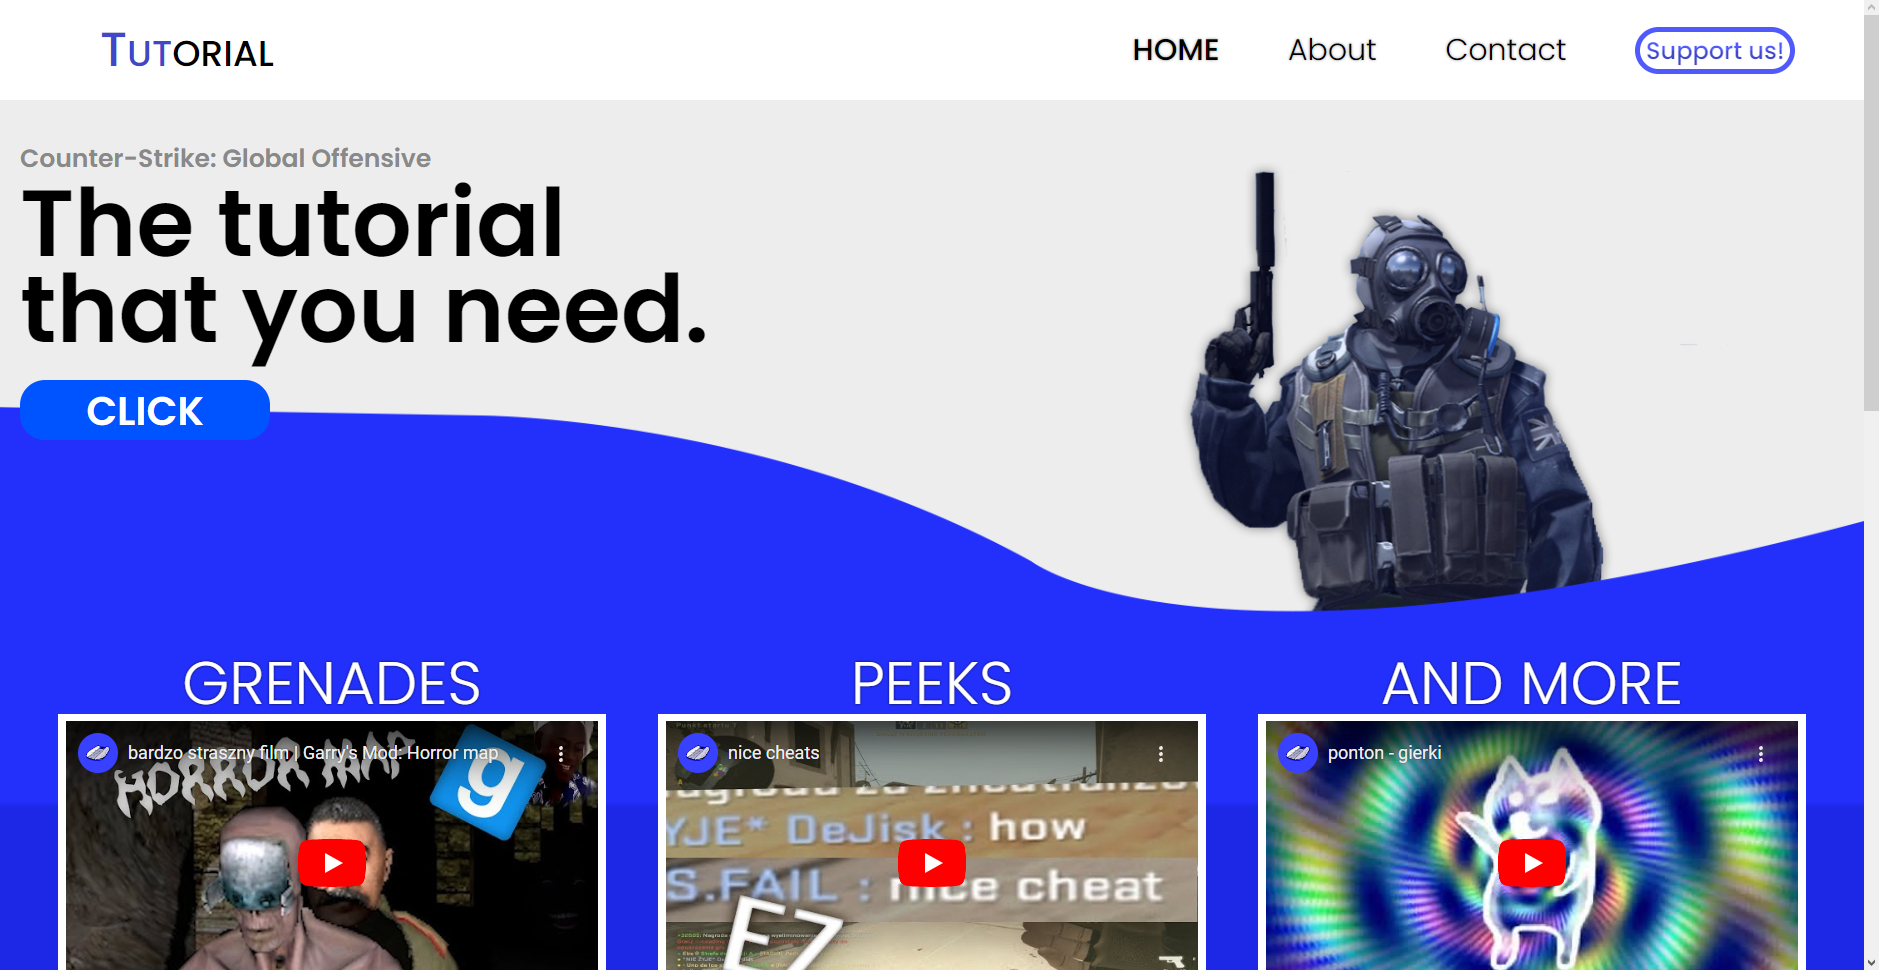 TUTORIAL
HOME
About
Contact
Support us!
Counter-Strike: Global Offensive
The tutorial
that you need.
CLICK
GRENADES
PEEKS
AND MORE
bardzo straszny film | Garry's Mod: Horror map
HORROR MAP
g
nice cheats
YJE* DeJisk : how
S.FAIL : nice cheat
EZ
ponton - gierki